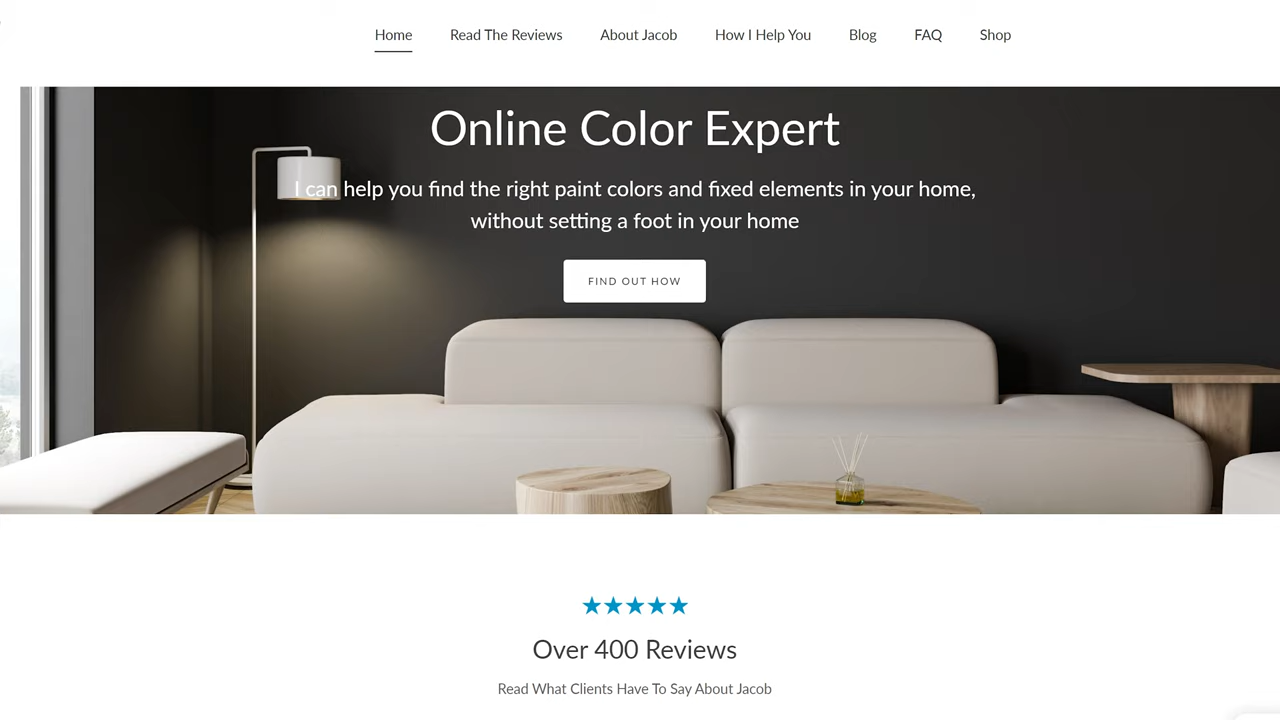 Home Read The Reviews About Jacob How I Help You Blog FAQ Shop
Online Color Expert
I can help you find the right paint colors and fixed elements in your home,
without setting a foot in your home
FIND OUT HOW
★★★★★
Over 400 Reviews
Read What Clients Have To Say About Jacob